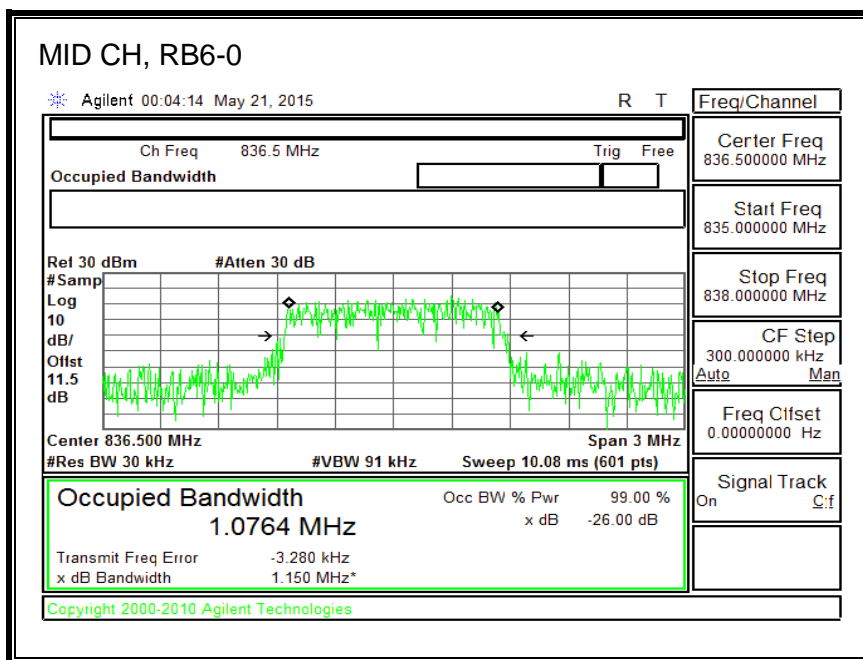 MID CH, RB6-0
Agilent 00:04:14 May 21, 2015 R T
Freq/Channel
Ch Freq 836.5 MHz Trig Free
Occupied Bandwidth
Center Freq
836.500000 MHz
Start Freq
835.000000 MHz
Stop Freq
838.000000 MHz
CF Step
300.000000 kHz
Auto Man
Freq Offset
0.00000000 Hz
Signal Track
On Off
Ref 30 dBm #Atten 30 dB
#Samp
Log
10
dB/
Offst
11.5
dB
Center 836.500 MHz Span 3 MHz
#Res BW 30 kHz #VBW 91 kHz Sweep 10.08 ms (601 pts)
Occupied Bandwidth
1.0764 MHz
Occ BW % Pwr 99.00 %
x dB -26.00 dB
Transmit Freq Error -3.280 kHz
x dB Bandwidth 1.150 MHz*
Copyright 2000-2010 Agilent Technologies